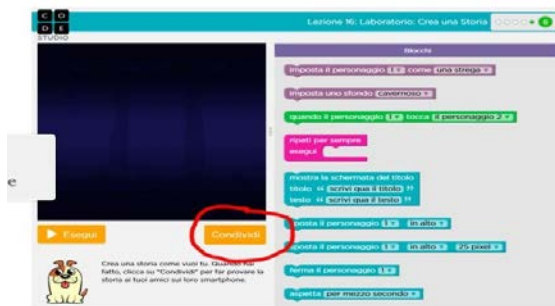 C O
D E
STUDIO
Lezione 16: Laboratorio: Crea una Storia
Blocchi
imposta il personaggio 1 come una strega
imposta uno sfondo cavernoso
quando il personaggio 1 tocca il personaggio 2
ripeti per sempre
esegui
mostra la schermata del titolo
titolo “ scrivi qua il titolo ”
testo “ scrivi qua il testo ”
e
Esegui
Condividi
sposta il personaggio 1 in alto
sposta il personaggio 1 in alto 25 pixel
ferma il personaggio 1
aspetta per mezzo secondo
Crea una storia come vuoi tu. Quando hai
fatto, clicca su "Condividi" per far provare la
storia ai tuoi amici sui loro smartphone.